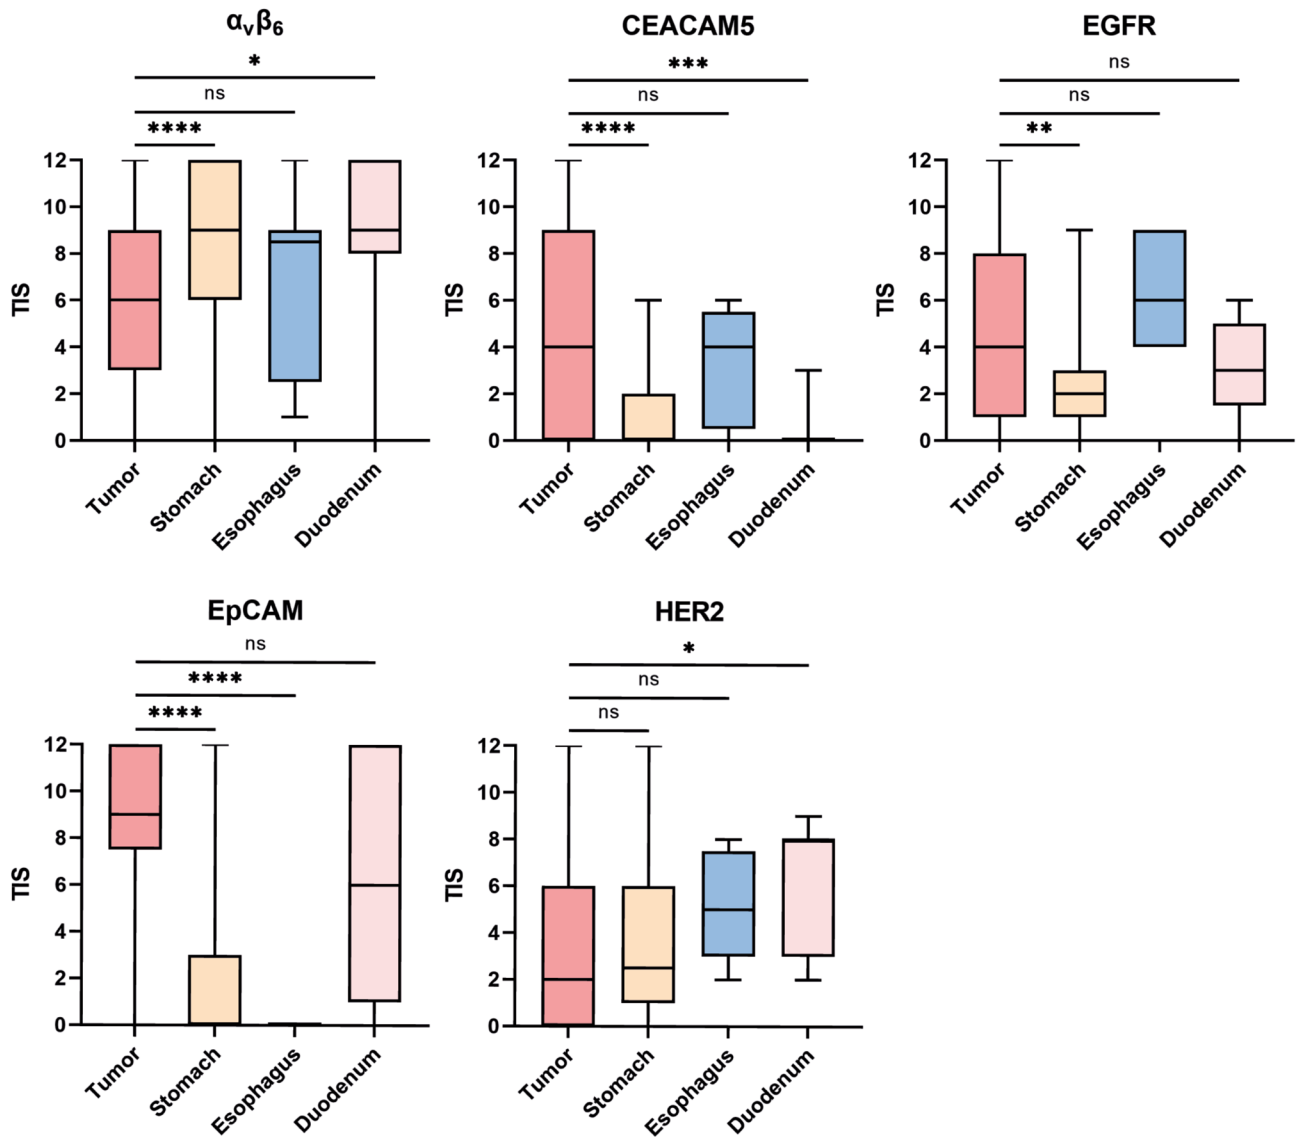 αvβ6
*
ns
****
12
10
8
6
4
2
0
TIS
Tumor
Stomach
Esophagus
Duodenum
CEACAM5
***
ns
****
12
10
8
6
4
2
0
TIS
Tumor
Stomach
Esophagus
Duodenum
EGFR
ns
ns
**
12
10
8
6
4
2
0
TIS
Tumor
Stomach
Esophagus
Duodenum
EpCAM
ns
****
****
12
10
8
6
4
2
0
TIS
Tumor
Stomach
Esophagus
Duodenum
HER2
*
ns
ns
12
10
8
6
4
2
0
TIS
Tumor
Stomach
Esophagus
Duodenum